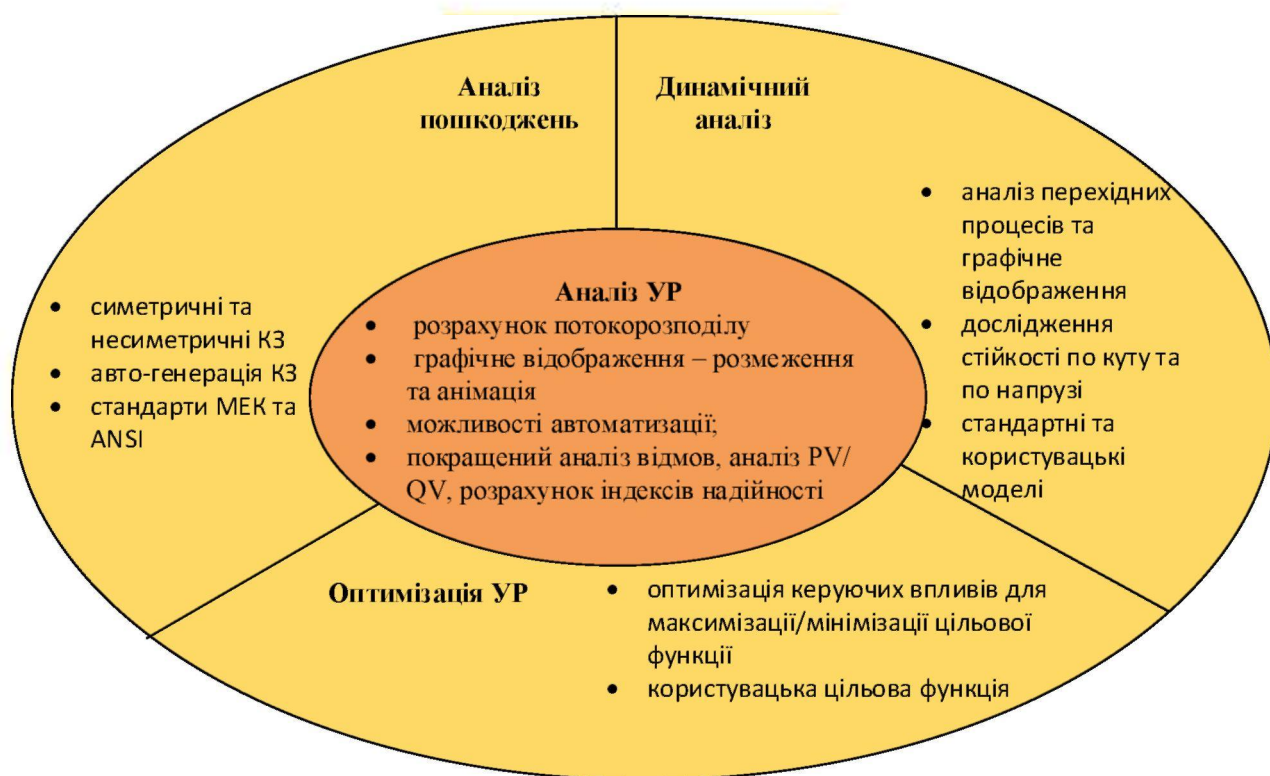 Аналіз
пошкоджень
Динамічний
аналіз
• симетричні та
несиметричні КЗ
• авто-генерація КЗ
• стандарти МЕК та
ANSI
Аналіз УР
• розрахунок потокорозподілу
• графічне відображення – розмеження
та анімація
• можливості автоматизації;
• покращений аналіз відмов, аналіз PV/
QV, розрахунок індексів надійності
• аналіз перехідних
процесів та
графічне
відображення
• дослідження
стійкості по куту та
по напрузі
• стандартні та
користувацькі
моделі
Оптимізація УР
• оптимізація керуючих впливів для
максимізації/мінімізації цільової
функції
• користувацька цільова функція